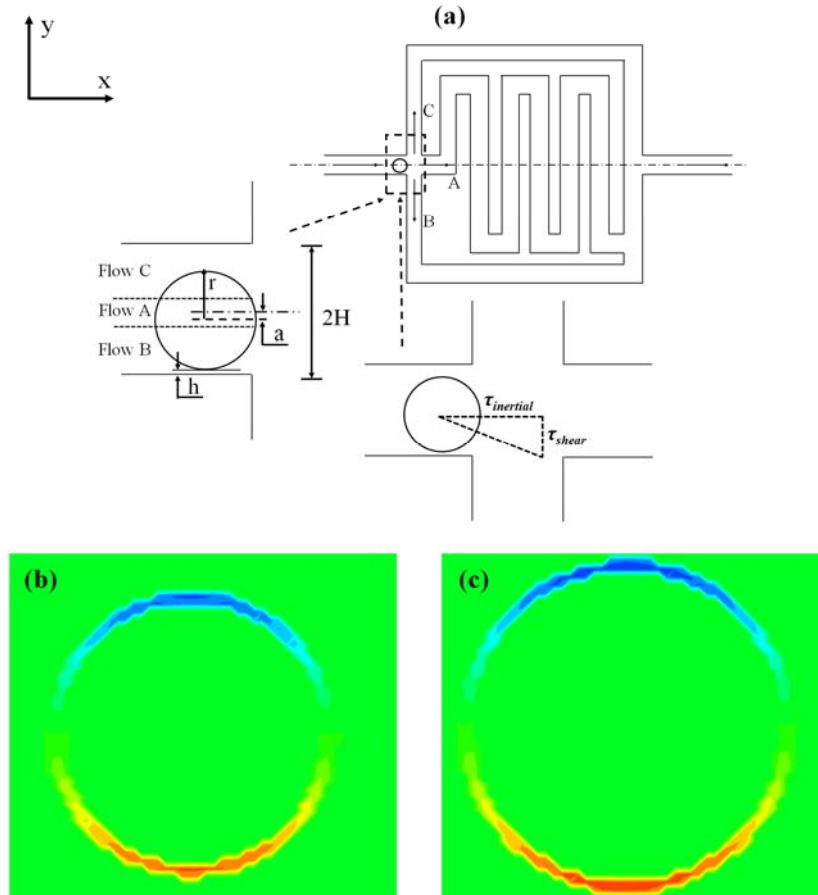 (a)
y
x
C
A
B
Flow C
r
Flow A
a
2H
Flow B
h
τinertial
τshear
(b)
(c)